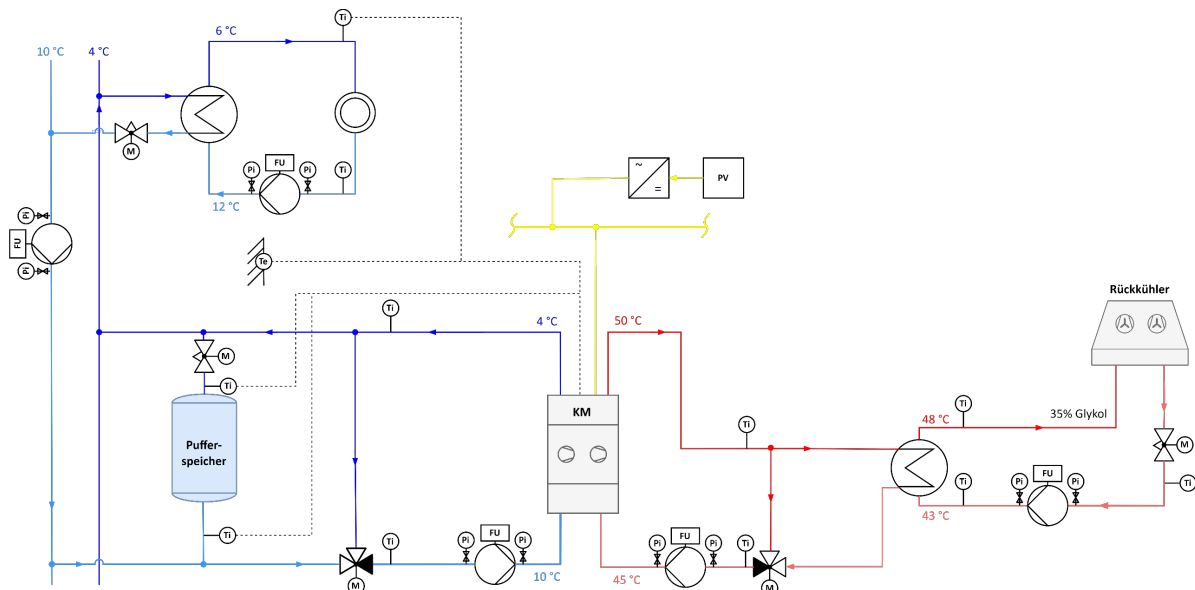 10 °C
4 °C
6 °C
Ti
M
Pi
FU
Pi
Ti
12 °C
~
=
PV
Pi
FU
Pi
Te
Rückkühler
4 °C
Ti
50 °C
M
Ti
KM
Puffer-
speicher
Ti
48 °C
Ti
35% Glykol
M
Ti
Ti
FU
Pi
Pi
43 °C
Ti
Ti
Pi
FU
Pi
10 °C
M
Pi
FU
Pi
Ti
45 °C
M